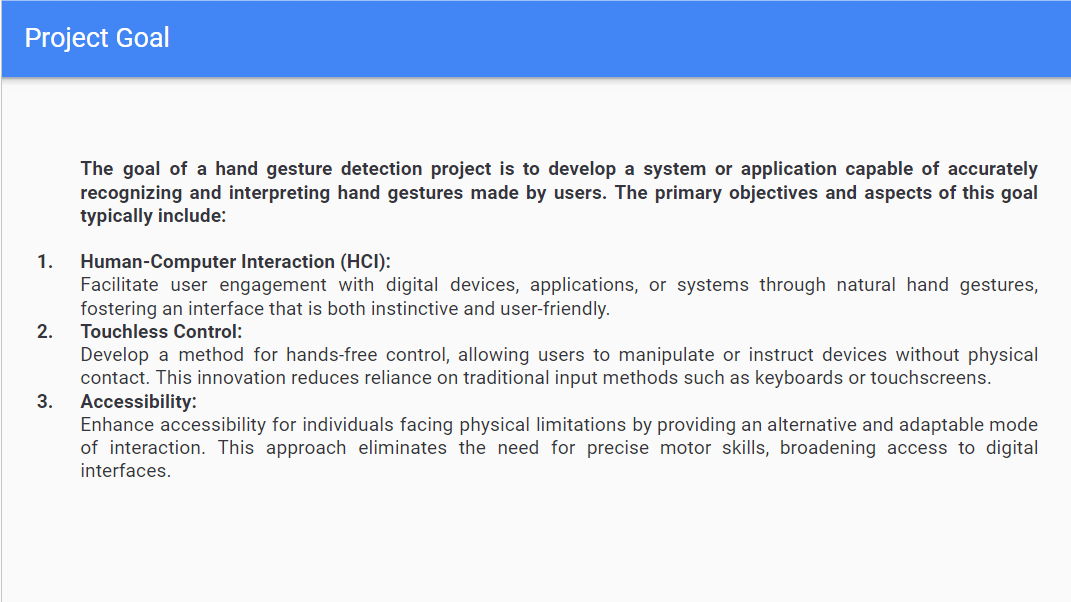 Project Goal
The goal of a hand gesture detection project is to develop a system or application capable of accurately
recognizing and interpreting hand gestures made by users. The primary objectives and aspects of this goal
typically include:
1. Human-Computer Interaction (HCI):
Facilitate user engagement with digital devices, applications, or systems through natural hand gestures,
fostering an interface that is both instinctive and user-friendly.
2. Touchless Control:
Develop a method for hands-free control, allowing users to manipulate or instruct devices without physical
contact. This innovation reduces reliance on traditional input methods such as keyboards or touchscreens.
3. Accessibility:
Enhance accessibility for individuals facing physical limitations by providing an alternative and adaptable mode
of interaction. This approach eliminates the need for precise motor skills, broadening access to digital
interfaces.